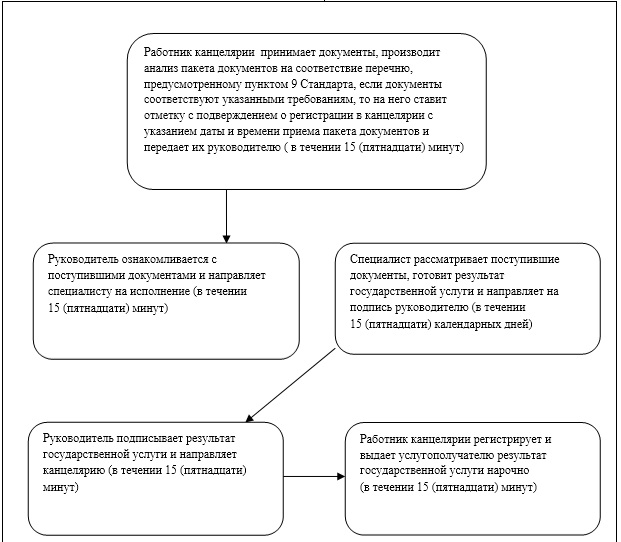 Работник канцелярии  принимает документы, производит
анализ пакета документов на соответствие перечню,
предусмотренному пунктом 9 Стандарта, если документы
соответствуют указанными требованиям, то на него ставит
отметку с подверждением о регистрации в канцелярии с
указанием даты и времени приема пакета документов и
передает их руководителю ( в течении 15 (пятнадцати) минут)
Руководитель ознакомливается с
поступившими документами и направляет
специалисту на исполнение (в течении
15 (пятнадцати) минут)
Специалист рассматривает поступившие
документы, готовит результат
государственной услуги и направляет на
подпись руководителю (в течении
15 (пятнадцати) календарных дней)
Руководитель подписывает результат
государственной услуги и направляет
канцелярию (в течении 15 (пятнадцати)
минут)
Работник канцелярии регистрирует и
выдает услугополучателю результат
государственной услуги нарочно
(в течении 15 (пятнадцати) минут)